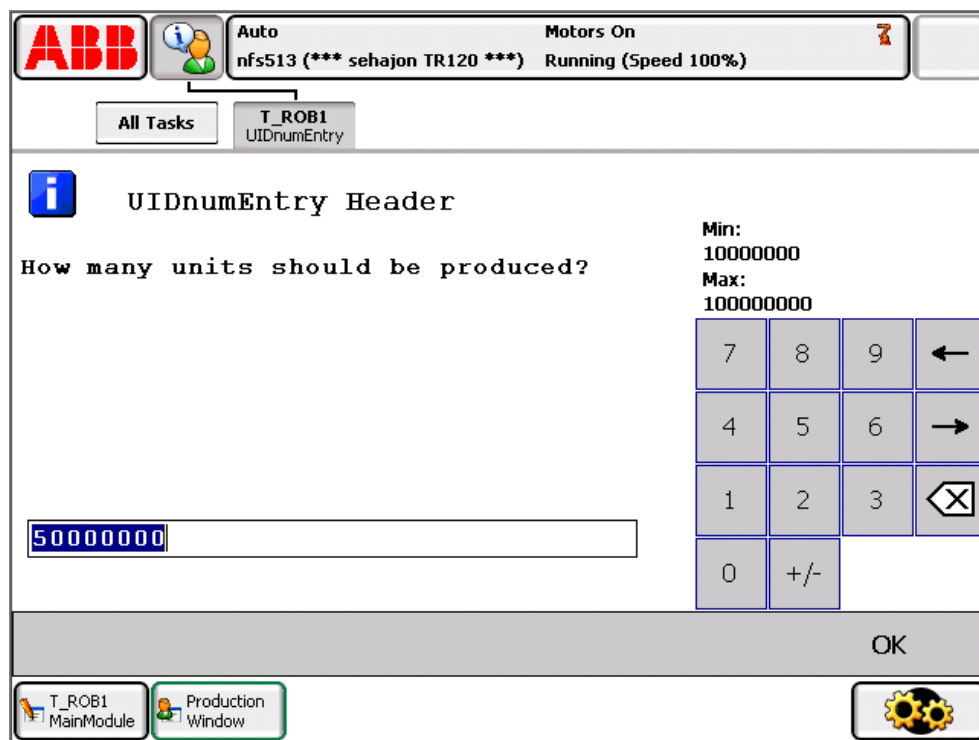 ABB
Auto
nfs513 (*** sehajon TR120 ***)
Motors On
Running (Speed 100%)
All Tasks
T_ROB1
UIDnumEntry
UIDnumEntry Header
How many units should be produced?
Min:
10000000
Max:
100000000
7 8 9
4 5 6
1 2 3
0 +/-
50000000
OK
T_ROB1
MainModule
Production
Window